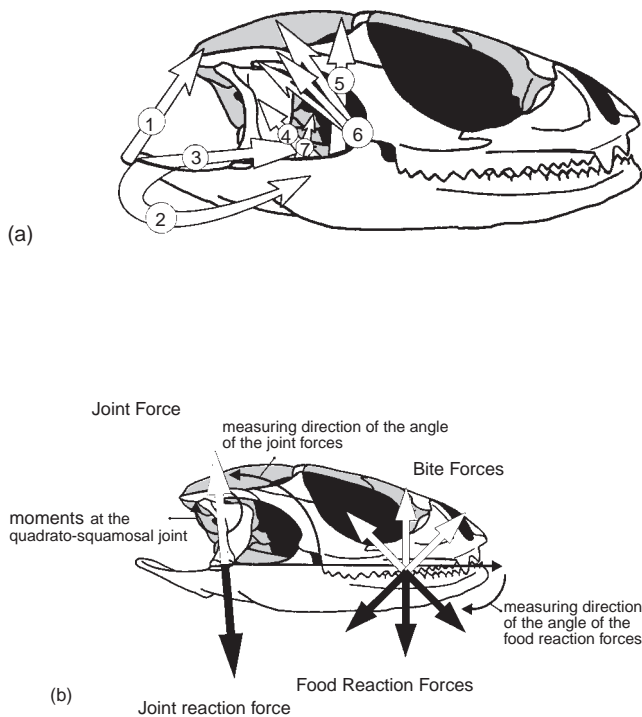 5
1
4
6
3
7
2
(a)
Joint Force
measuring direction of the angle
of the joint forces
Bite Forces
moments at the
quadrato-squamosal joint
measuring direction
of the angle of the
food reaction forces
Food Reaction Forces
(b)
Joint reaction force